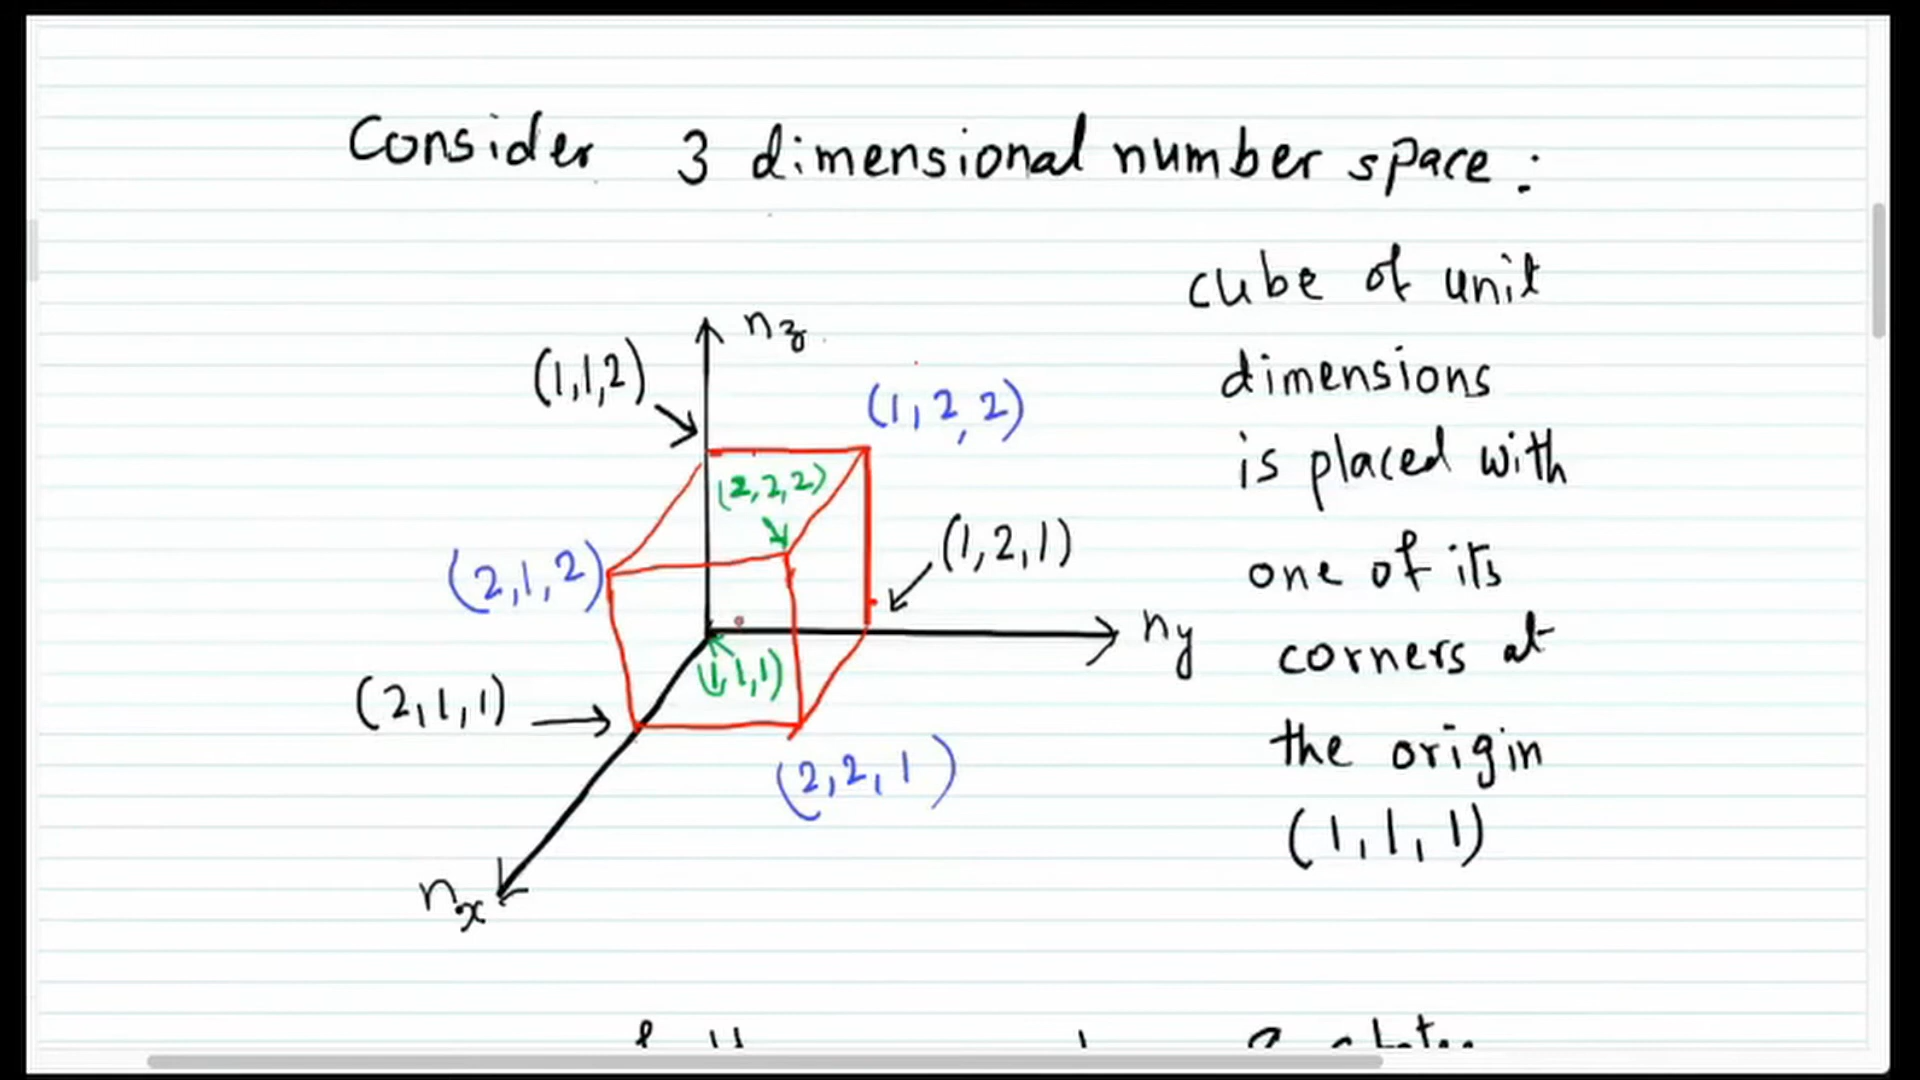 Consider 3 dimensional number space:
cube of unit
dimensions
is placed with
one of its
corners at
the origin
(1,1,1)
nz
(1,1,2)
(1,2,2)
(2,2,2)
(2,1,2)
(1,2,1)
ny
(1,1,1)
(2,1,1)
(2,2,1)
nx